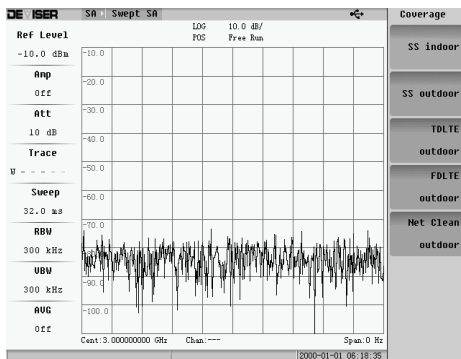 DEVISER SA Swept SA Coverage
Ref Level
-10.0 dBm
LOG 10.0 dB/
POS Free Run
Amp
Off
Att
10 dB
Trace
W - - - - -
Sweep
32.0 ms
RBW
300 kHz
VBW
300 kHz
AVG
Off
-10.0
-20.0
-30.0
-40.0
-50.0
-60.0
-70.0
-90.0
-100.0
Cent:3.000000000 GHz Chan:--- Span:0 Hz
2000-01-01 06:18:35
SS indoor
SS outdoor
TDLTE
outdoor
FDLTE
outdoor
Net Clean
outdoor